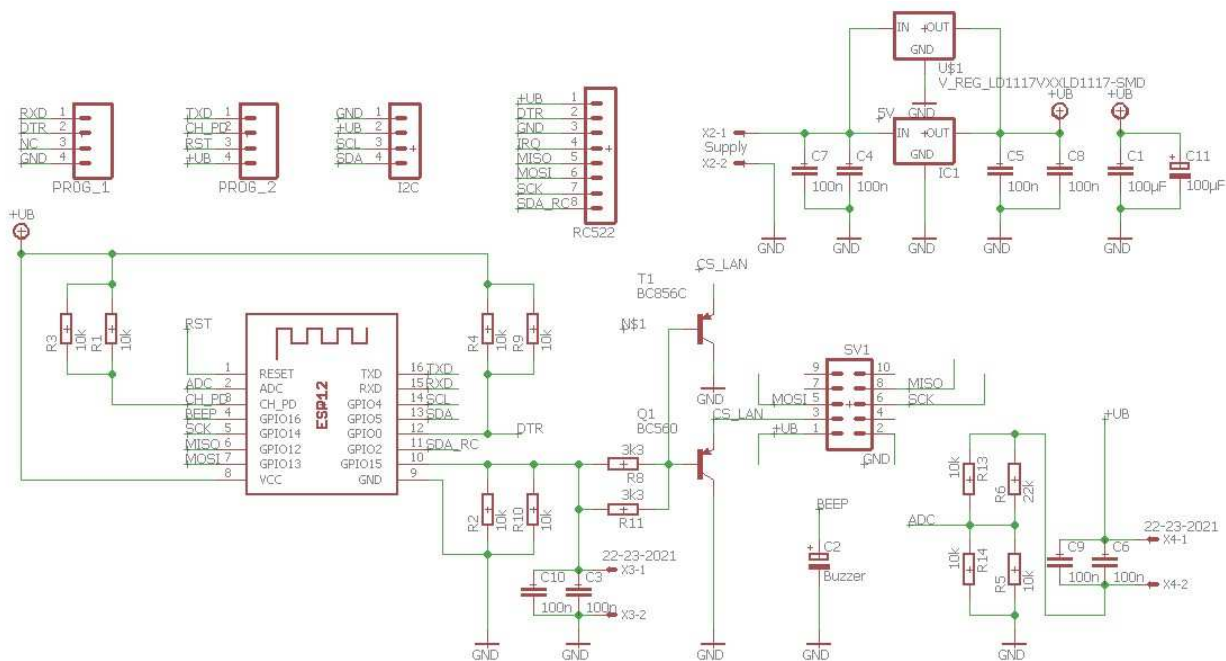 IN +OUT
GND
U$1
V_REG_LD1117VXXLD1117-SMD
GND
+UB
+UB
5V
IN +OUT
GND
IC1
X2-1
Supply
X2-2
C7
100n
C4
100n
C5
100n
C8
100n
C1
100µF
C11
100µF
GND
GND
GND
GND
GND
RXD 1
DTR 2
NC 3
GND 4
PROG_1
TXD 1
CH_PD 2
RST 3
+UB 4
PROG_2
GND 1
+UB 2
SCL 3
SDA 4
I2C
+UB 1
DTR 2
GND 3
IRQ 4
MISO 5
MOSI 6
SCK 7
SDA_RC 8
RC522
+UB
R3
10k
R1
10k
RST
ADC
CH_PD
BEEP
SCK
MISO
MOSI
1 RESET
2 ADC
3 CH_PD
4 GPIO16
5 GPIO14
6 GPIO12
7 GPIO13
8 VCC
ESP12
TXD 16 TXD
RXD 15 RXD
GPIO4 14 SCL
GPIO5 13 SDA
GPIO0 12 DTR
GPIO2 11 SDA_RC
GPIO15 10
GND 9
R4
10k
R9
10k
R2
10k
R10
10k
3k3
R8
3k3
R11
22-23-2021
X3-1
X3-2
C10
100n
C3
100n
GND
GND
CS_LAN
T1
BC856C
N$1
GND
Q1
BC560
CS_LAN
GND
SV1
9 10
7 8 MISO
MOSI 5 6 SCK
3 4
+UB 1 2
GND
BEEP
C2
Buzzer
GND
10k
R13
R6
22k
ADC
10k
R14
R5
10k
GND
+UB
22-23-2021
X4-1
X4-2
C9
100n
C6
100n